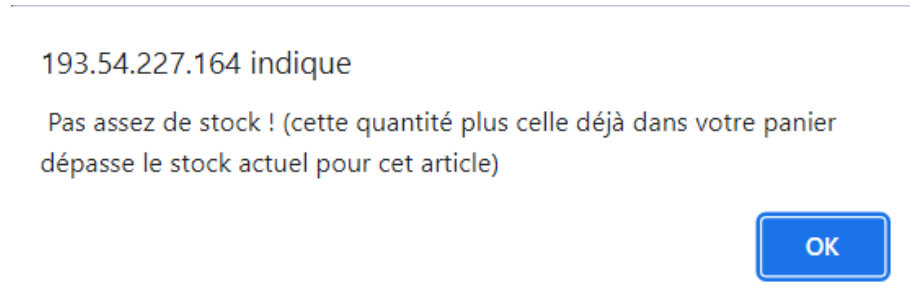 193.54.227.164 indique
Pas assez de stock ! (cette quantité plus celle déjà dans votre panier
dépasse le stock actuel pour cet article)
OK